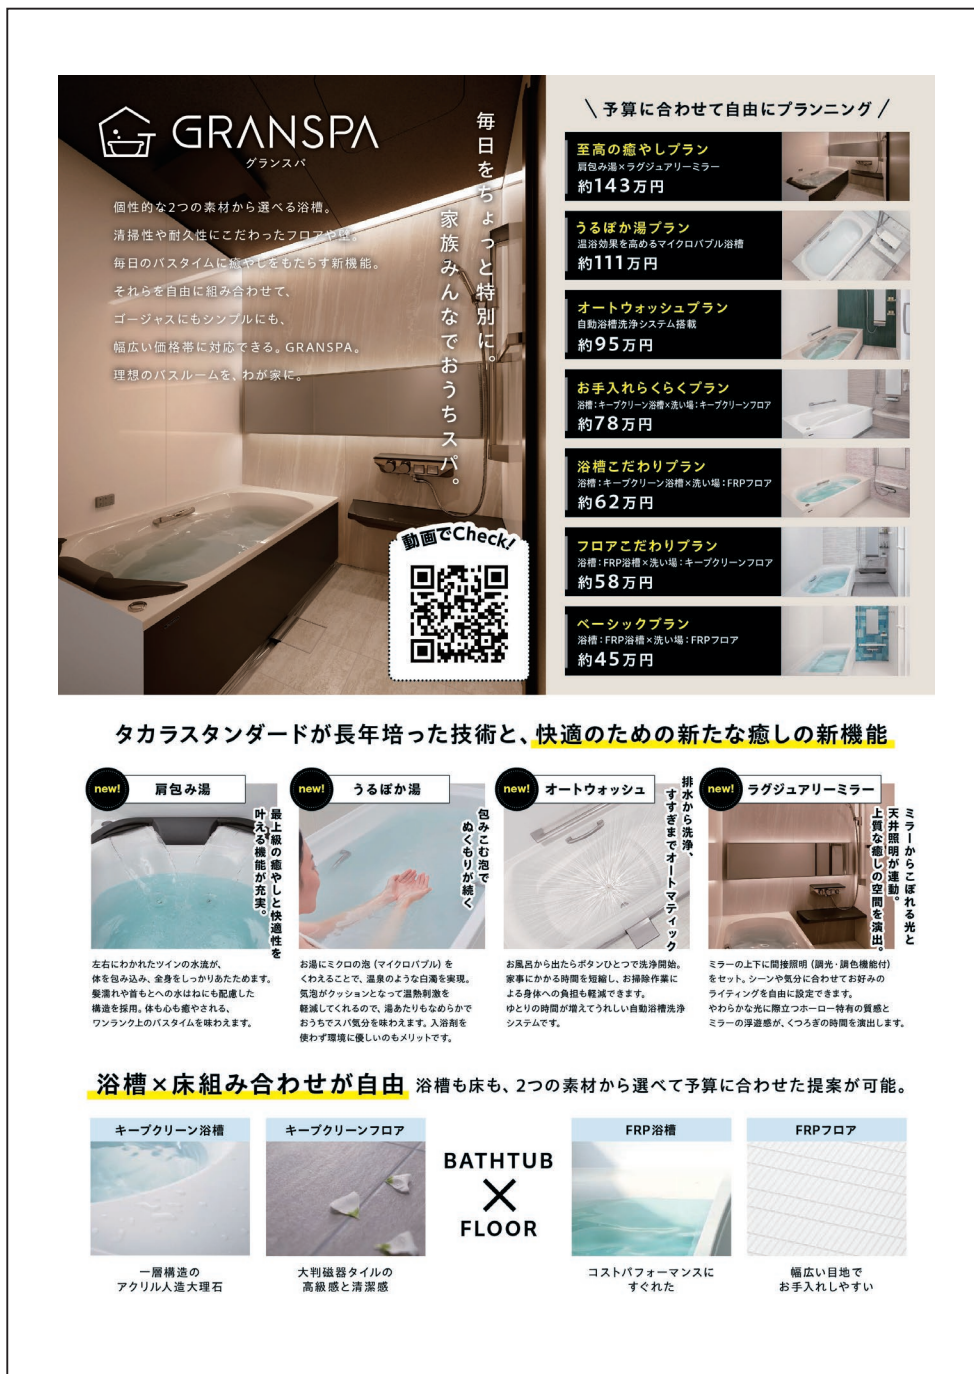 GRANSPA
グランスパ
毎日をちょっと特別に。
家族みんなでおうちスパ。
個性的な2つの素材から選べる浴槽。
清掃性や耐久性にこだわったフロアや壁。
毎日のバスタイムに癒やしをもたらす新機能。
それらを自由に組み合わせて、
ゴージャスにもシンプルにも、
幅広い価格帯に対応できる。GRANSPA。
理想のバスルームを、わが家に。
動画でCheck!
予算に合わせて自由にプランニング
至高の癒やしプラン
肩包み湯×ラグジュアリーミラー
約143万円
うるぽか湯プラン
温浴効果を高めるマイクロバブル浴槽
約111万円
オートウォッシュプラン
自動浴槽洗浄システム搭載
約95万円
お手入れらくらくプラン
浴槽:キープクリーン浴槽×洗い場:キープクリーンフロア
約78万円
浴槽こだわりプラン
浴槽:キープクリーン浴槽×洗い場:FRPフロア
約62万円
フロアこだわりプラン
浴槽:FRP浴槽×洗い場:キープクリーンフロア
約58万円
ベーシックプラン
浴槽:FRP浴槽×洗い場:FRPフロア
約45万円
タカラスタンダードが長年培った技術と、快適のための新たな癒しの新機能
new!
肩包み湯
最上級の癒やしと快適性を
叶える機能が充実。
左右にわかれたツインの水流が、
体を包み込み、全身をしっかりあたためます。
髪濡れや首もとへの水はねにも配慮した
構造を採用。体も心も癒やされる、
ワンランク上のバスタイムを味わえます。
new!
うるぽか湯
包みこむ泡で
ぬくもりが続く
お湯にミクロの泡(マイクロバブル)を
くわえることで、温泉のような白濁を実現。
気泡がクッションとなって温熱刺激を
軽減してくれるので、湯あたりもなめらかで
おうちでスパ気分を味わえます。入浴剤を
使わず環境に優しいのもメリットです。
new!
オートウォッシュ
排水から洗浄、
すすぎまでオートマティック
お風呂から出たらボタンひとつで洗浄開始。
家事にかかる時間を短縮し、お掃除作業に
よる身体への負担も軽減できます。
ゆとりの時間が増えてうれしい自動浴槽洗浄
システムです。
new!
ラグジュアリーミラー
ミラーからこぼれる光と
天井照明が連動。
上質な癒しの空間を演出。
ミラーの上下に間接照明(調光・調色機能付)
をセット。シーンや気分に合わせてお好みの
ライティングを自由に設定できます。
やわらかな光に際立つホーロー特有の質感と
ミラーの浮遊感が、くつろぎの時間を演出します。
浴槽×床組み合わせが自由 浴槽も床も、2つの素材から選べて予算に合わせた提案が可能。
キープクリーン浴槽
一層構造の
アクリル人造大理石
キープクリーンフロア
大判磁器タイルの
高級感と清潔感
BATHTUB
×
FLOOR
FRP浴槽
コストパフォーマンスに
すぐれた
FRPフロア
幅広い目地で
お手入れしやすい